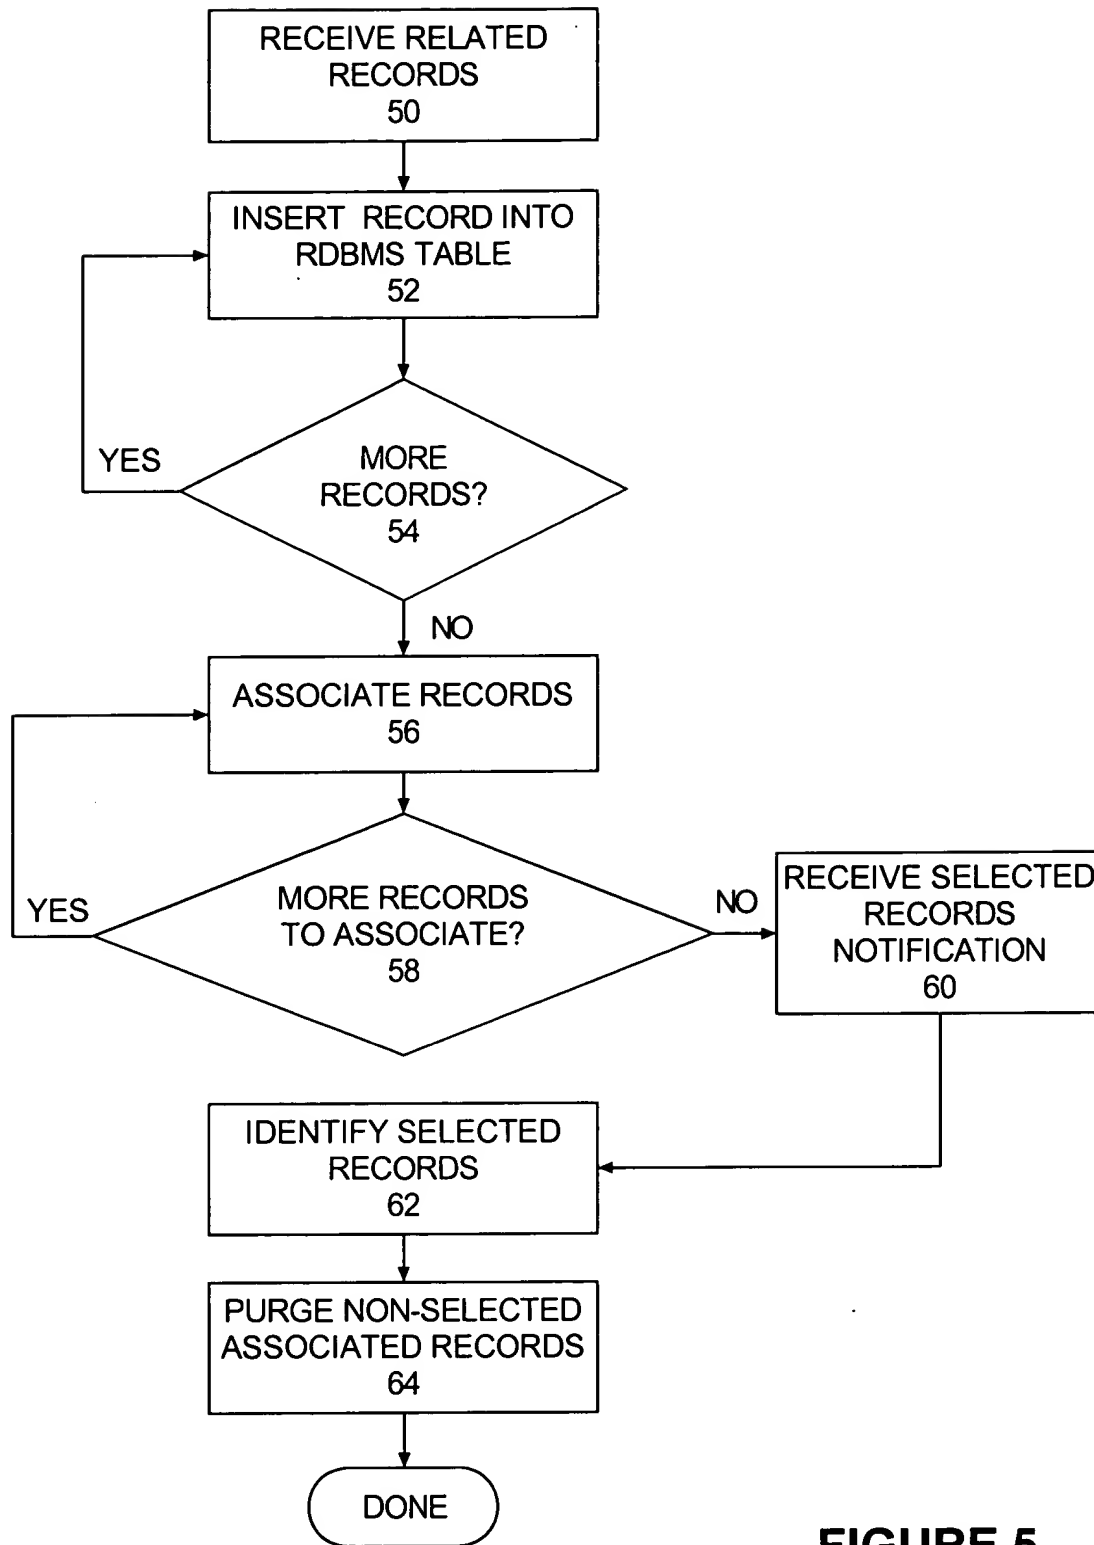 RECEIVE RELATED
RECORDS
50
INSERT RECORD INTO
RDBMS TABLE
52
YES
MORE
RECORDS?
54
NO
ASSOCIATE RECORDS
56
YES
MORE RECORDS
TO ASSOCIATE?
58
NO
RECEIVE SELECTED
RECORDS
NOTIFICATION
60
IDENTIFY SELECTED
RECORDS
62
PURGE NON-SELECTED
ASSOCIATED RECORDS
64
DONE
FIGURE 5